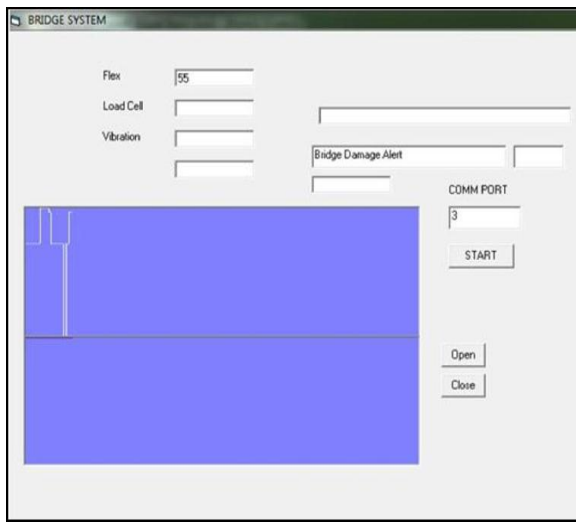 BRIDGE SYSTEM
Flex 55
Load Cell
Vibration
Bridge Damage Alert
COMM PORT
3
START
Open
Close